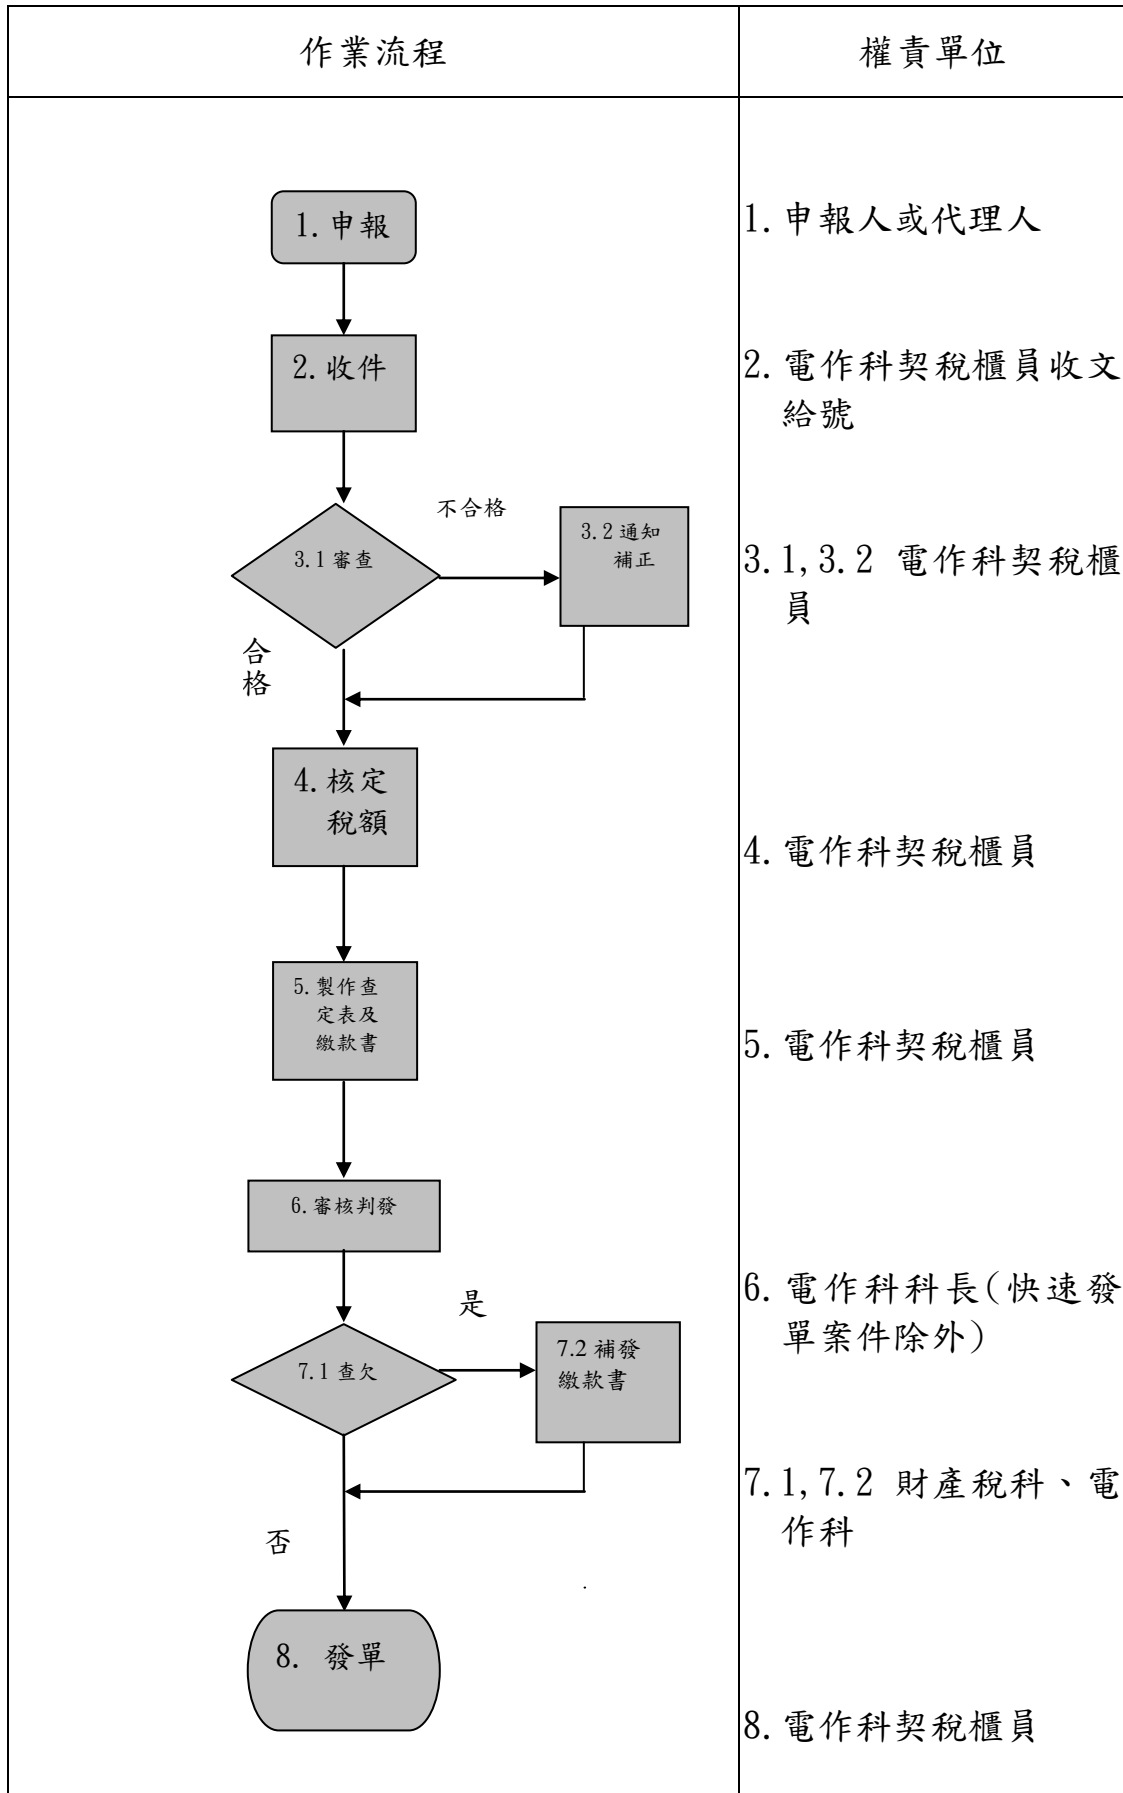 作業流程
權責單位
1.申報
1.申報人或代理人
2.收件
2.電作科契稅櫃員收文
給號
3.1審查
不合格
3.2通知
補正
3.1,3.2 電作科契稅櫃
員
合
格
4.核定
稅額
4.電作科契稅櫃員
5.製作查
定表及
繳款書
5.電作科契稅櫃員
6.審核判發
6.電作科科長(快速發
單案件除外)
7.1 查欠
是
7.2 補發
繳款書
7.1,7.2 財產稅科、電
作科
否
8. 發單
8.電作科契稅櫃員